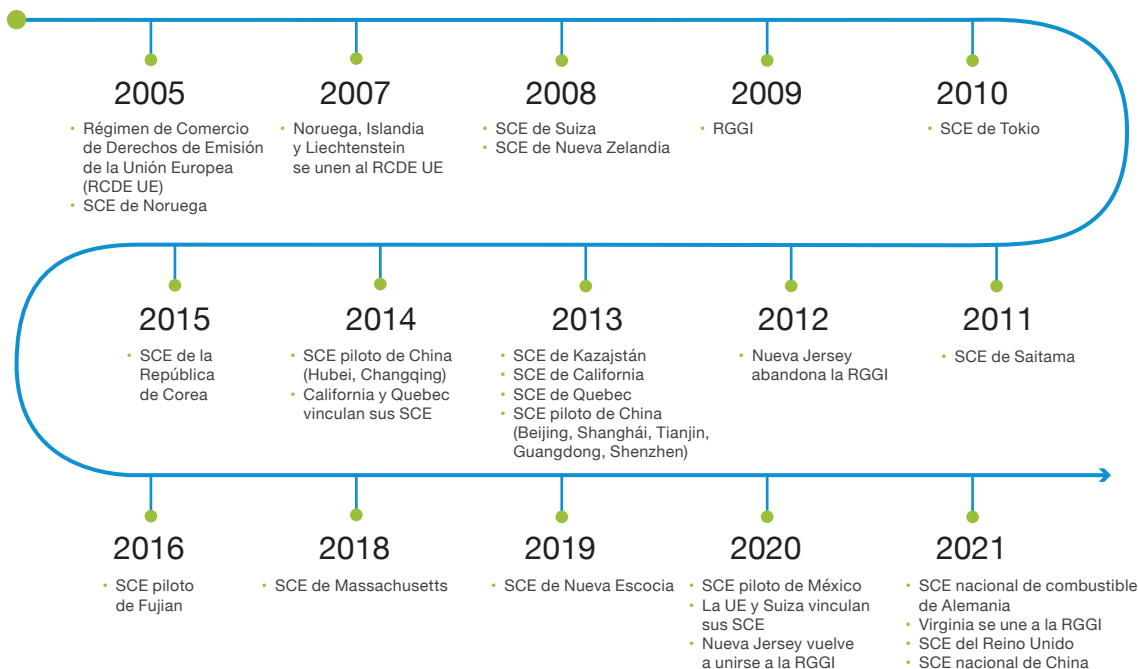 2005
• Régimen de Comercio
de Derechos de Emisión
de la Unión Europea
(RCDE UE)
• SCE de Noruega
2007
• Noruega, Islandia
y Liechtenstein
se unen al RCDE UE
2008
• SCE de Suiza
• SCE de Nueva Zelandia
2009
• RGGI
2010
• SCE de Tokio
2011
• SCE de Saitama
2012
• Nueva Jersey
abandona la RGGI
2013
• SCE de Kazajstán
• SCE de California
• SCE de Quebec
• SCE piloto de China
(Beijing, Shanghái, Tianjin,
Guangdong, Shenzhen)
2014
• SCE piloto de China
(Hubei, Changqing)
• California y Quebec
vinculan sus SCE
2015
• SCE de la
República
de Corea
2016
• SCE piloto
de Fujian
2018
• SCE de Massachusetts
2019
• SCE de Nueva Escocia
2020
• SCE piloto de México
• La UE y Suiza vinculan
sus SCE
• Nueva Jersey vuelve
a unirse a la RGGI
2021
• SCE nacional de combustible
de Alemania
• Virginia se une a la RGGI
• SCE del Reino Unido
• SCE nacional de China